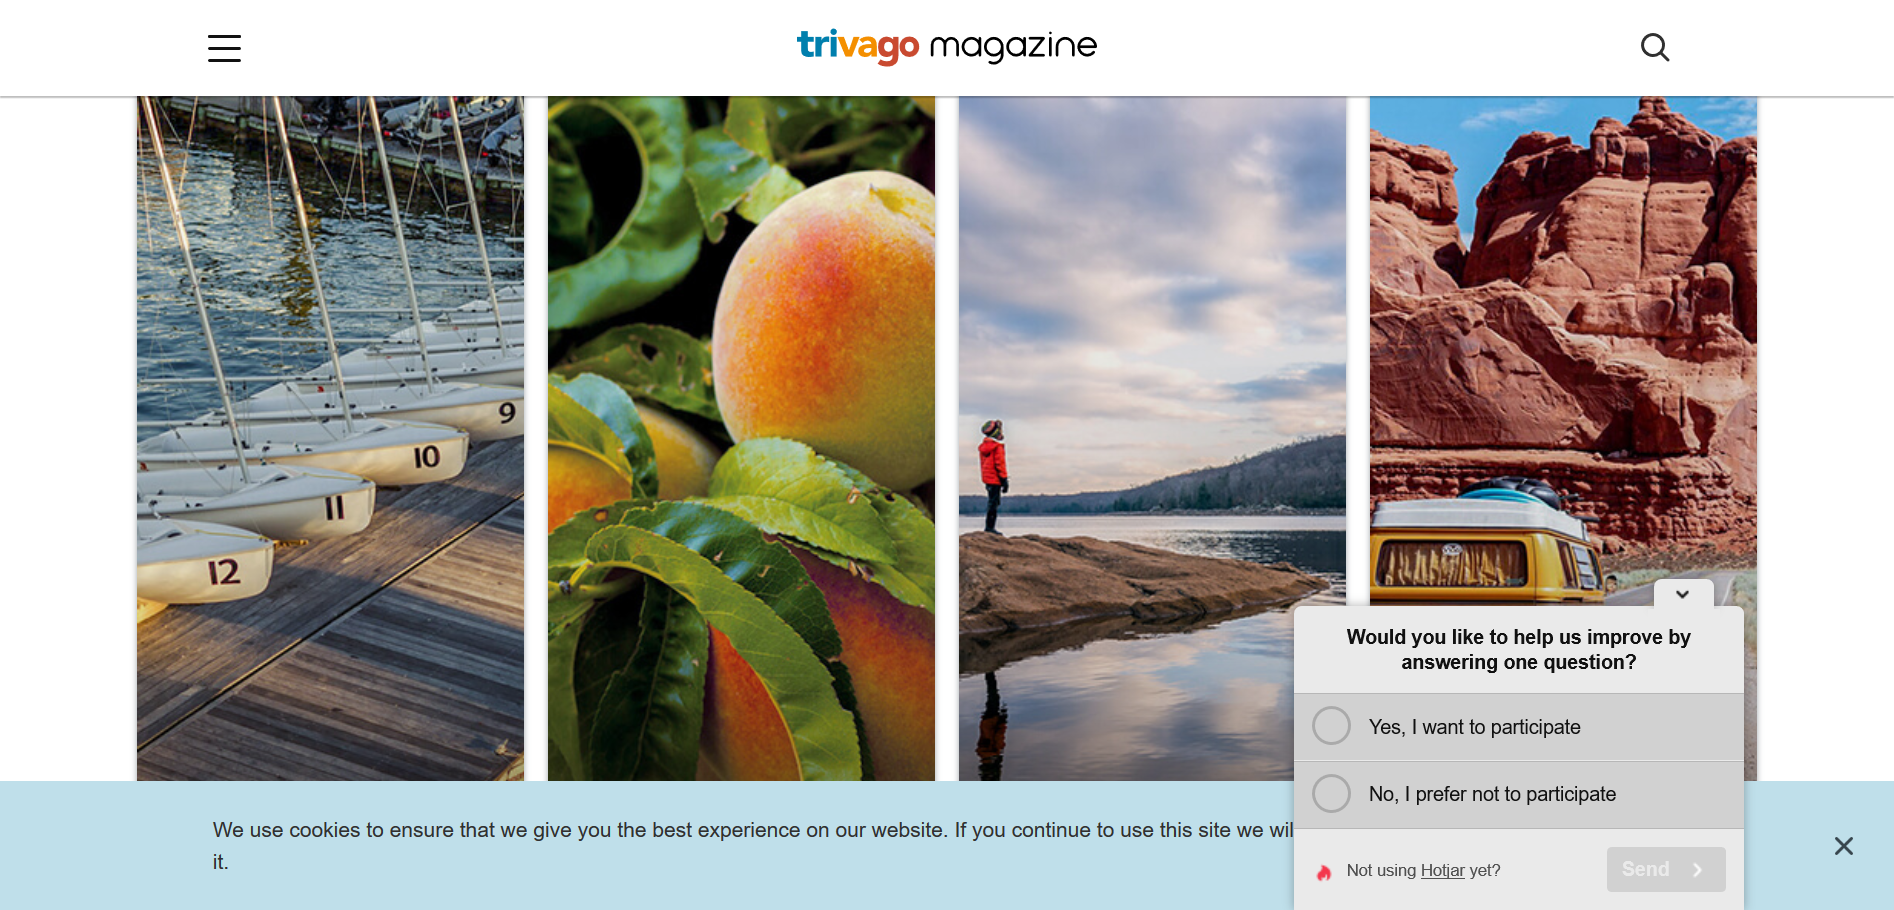 trivago magazine
9
10
11
12
Would you like to help us improve by
answering one question?
Yes, I want to participate
No, I prefer not to participate
Not using Hotjar yet?
Send
We use cookies to ensure that we give you the best experience on our website. If you continue to use this site we
it.